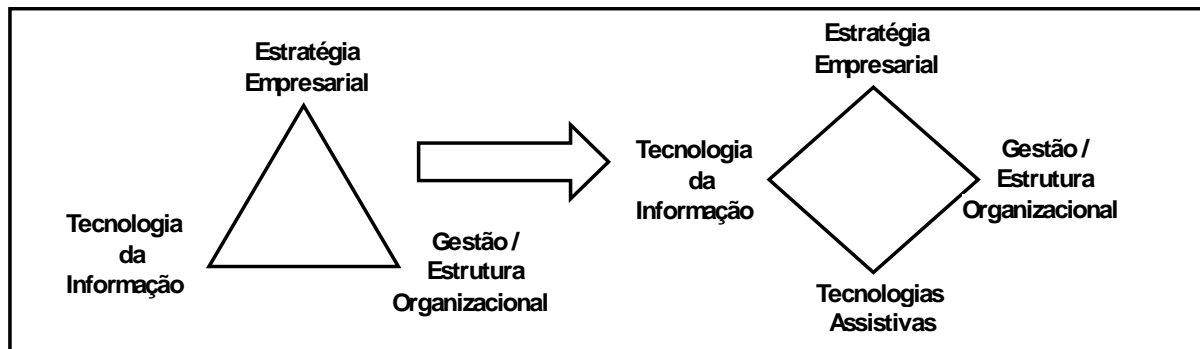 Estratégia
Empresarial
Tecnologia
da
Informação
Gestão /
Estrutura
Organizacional
Estratégia
Empresarial
Tecnologia
da
Informação
Gestão /
Estrutura
Organizacional
Tecnologias
Assistivas